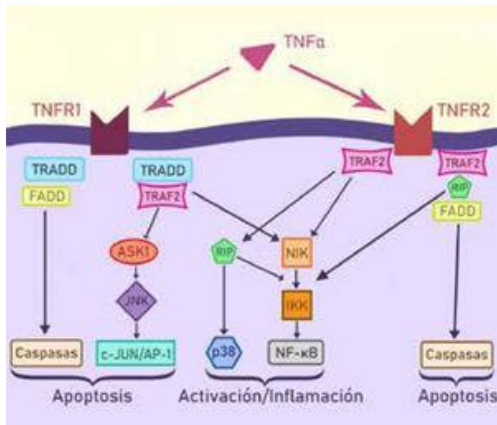 TNFα
TNFR1
TNFR2
TRADD
FADD
TRADD
TRAF2
TRAF2
TRAF2
RIP
FADD
ASK1
RIP
NIK
JNK
IKK
Caspasas
c-JUN/AP-1
p38
NF-κB
Caspasas
Apoptosis
Activación/Inflamación
Apoptosis